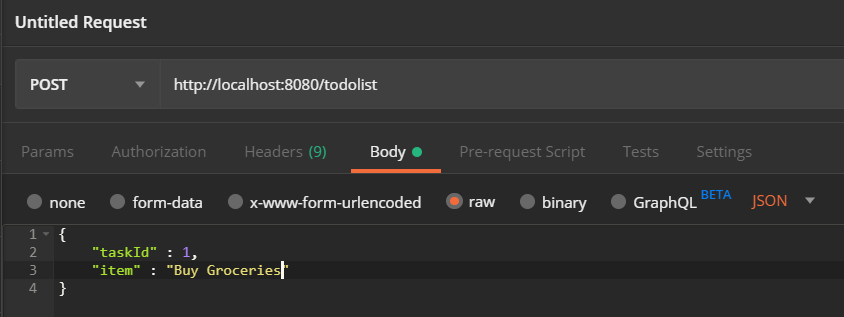 Untitled Request
POST http://localhost:8080/todolist
Params Authorization Headers (9) Body Pre-request Script Tests Settings
none form-data x-www-form-urlencoded raw binary GraphQL BETA JSON
1 {
2 "taskId" : 1,
3 "item" : "Buy Groceries"
4 }